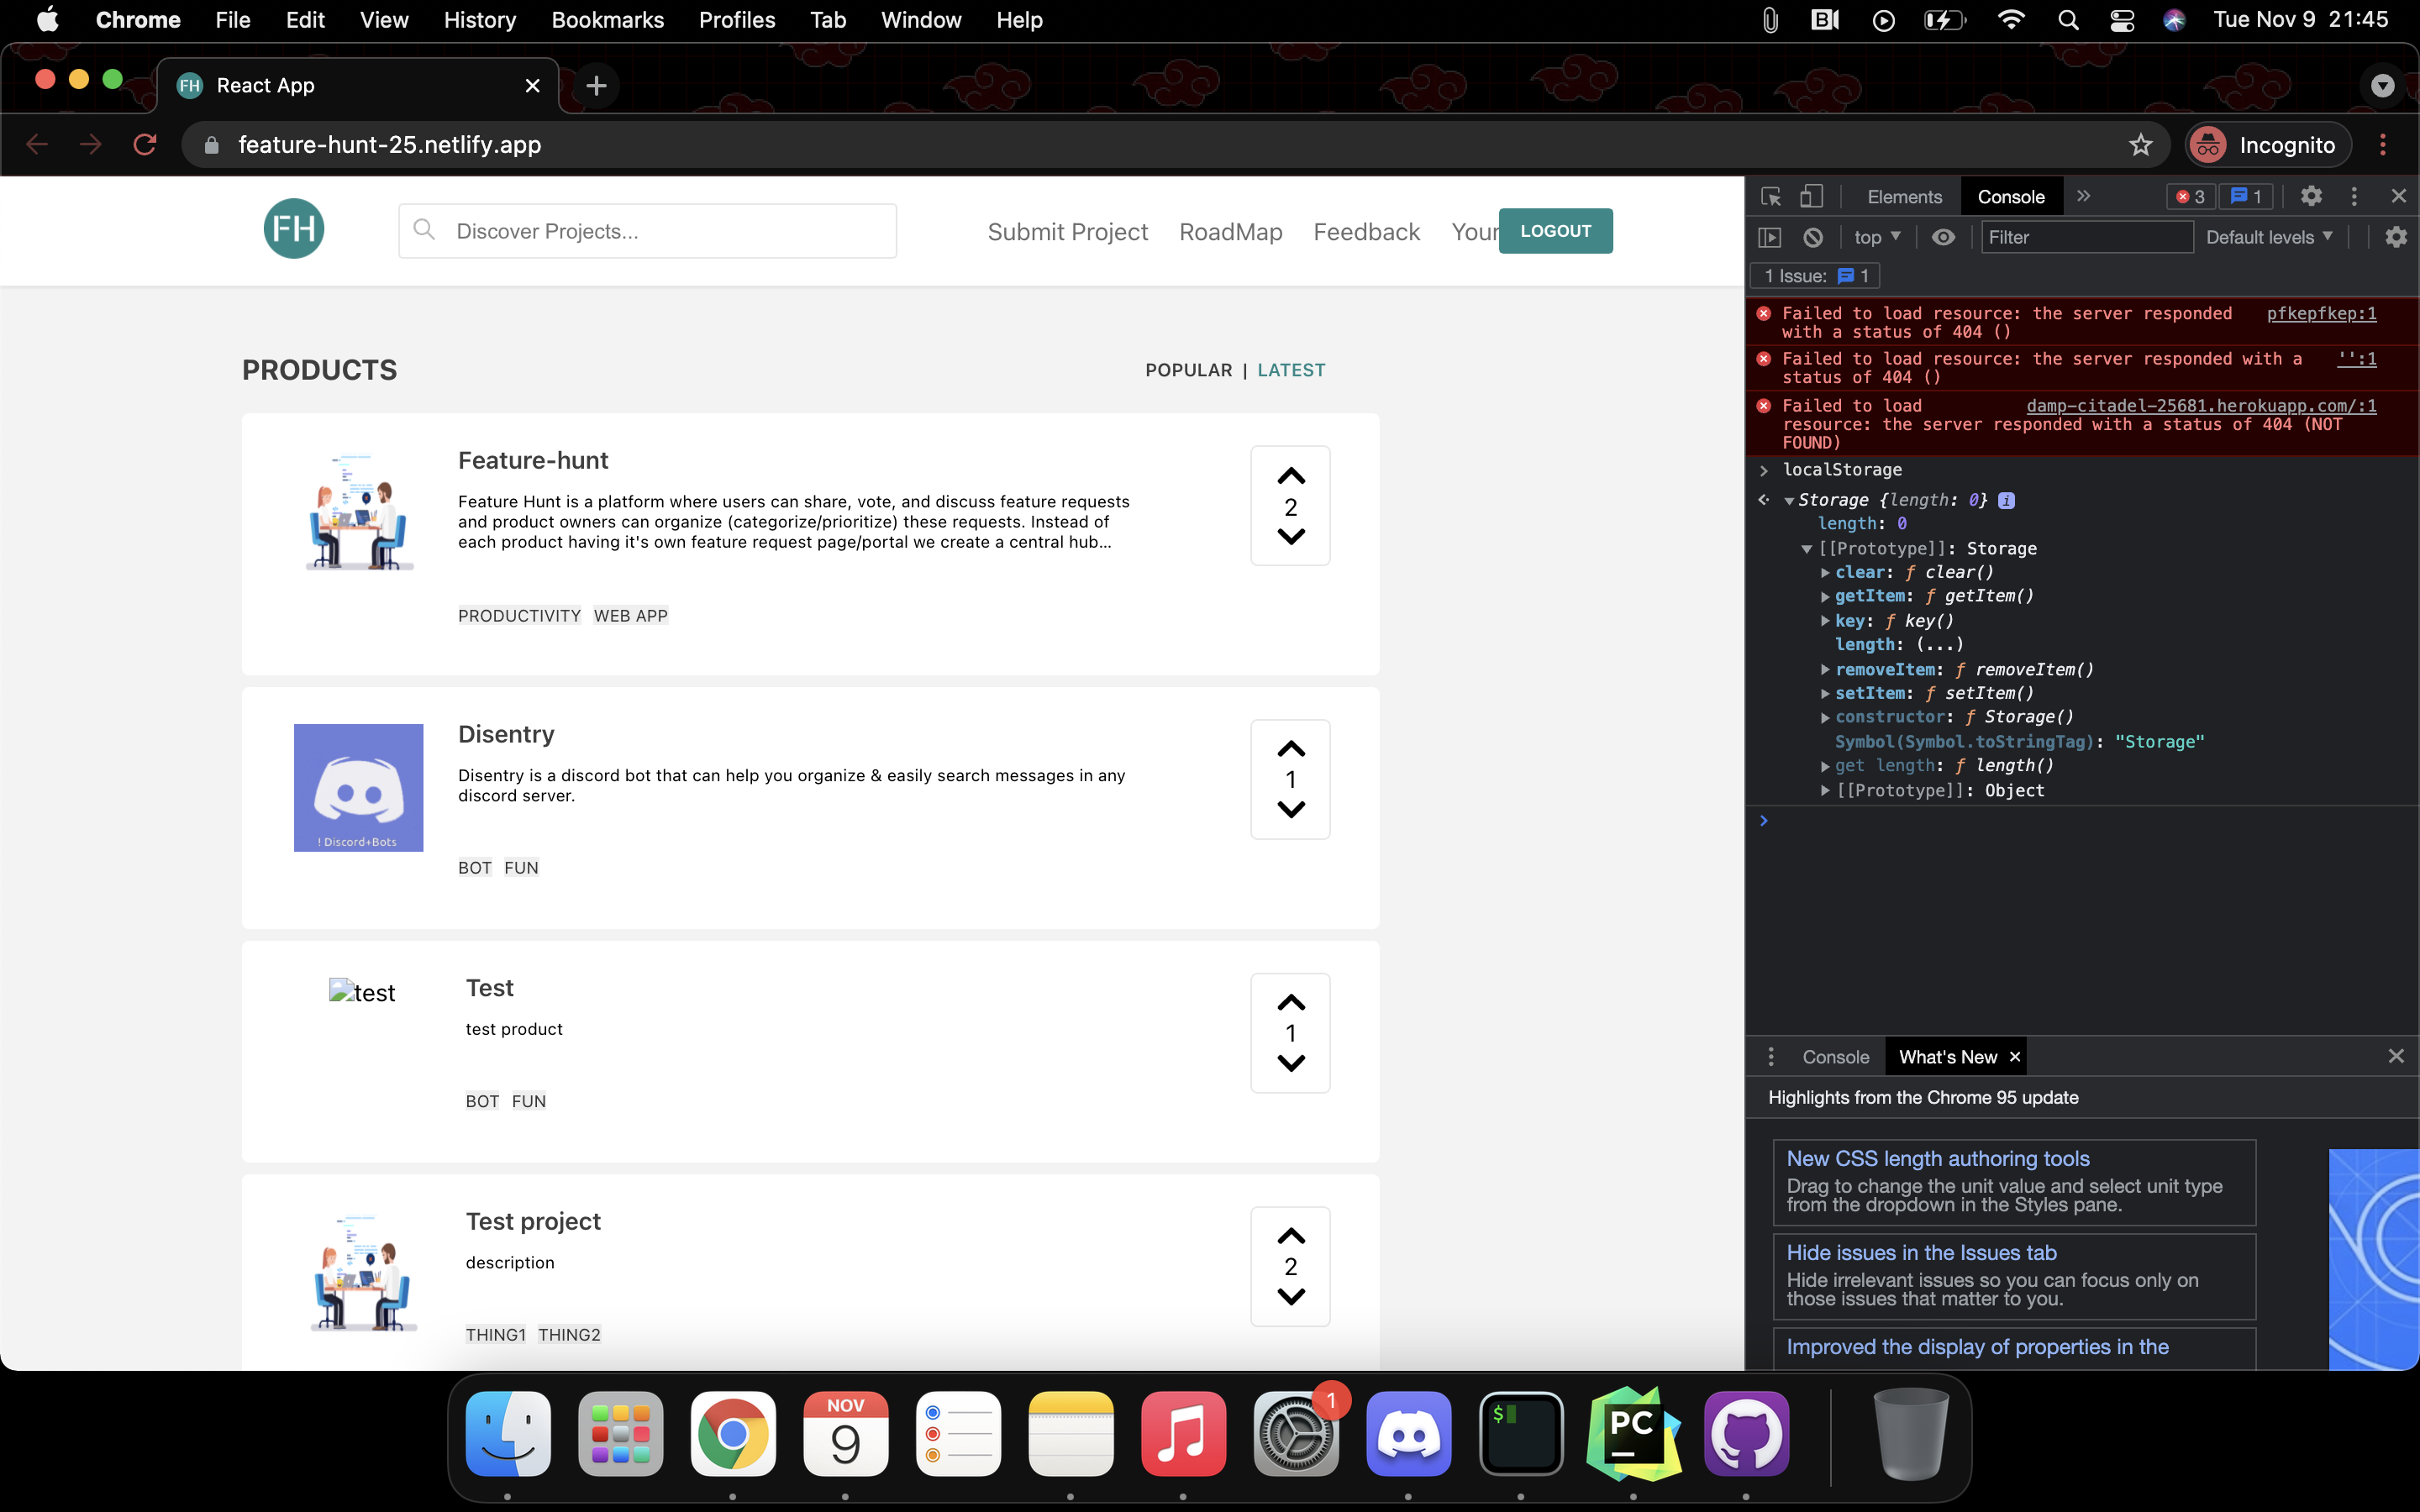 Chrome File Edit View History Bookmarks Profiles Tab Window Help Tue Nov 9 21:45
FH React App
feature-hunt-25.netlify.app Incognito
FH Discover Projects... Submit Project RoadMap Feedback Your LOGOUT
PRODUCTS POPULAR | LATEST
Feature-hunt
Feature Hunt is a platform where users can share, vote, and discuss feature requests
and product owners can organize (categorize/prioritize) these requests. Instead of
each product having it's own feature request page/portal we create a central hub...
2
PRODUCTIVITY WEB APP
Disentry
Disentry is a discord bot that can help you organize & easily search messages in any
discord server.
1
! Discord+Bots
BOT FUN
test
Test
test product
1
BOT FUN
Test project
description
2
THING1 THING2
Elements Console » 3 1
top Filter Default levels
1 Issue: 1
Failed to load resource: the server responded pfkepfkep:1
with a status of 404 ()
Failed to load resource: the server responded with a '':1
status of 404 ()
Failed to load damp-citadel-25681.herokuapp.com/:1
resource: the server responded with a status of 404 (NOT
FOUND)
> localStorage
Storage {length: 0} i
length: 0
[[Prototype]]: Storage
clear: ƒ clear()
getItem: ƒ getItem()
key: ƒ key()
length: (...)
removeItem: ƒ removeItem()
setItem: ƒ setItem()
constructor: ƒ Storage()
Symbol(Symbol.toStringTag): "Storage"
get length: ƒ length()
[[Prototype]]: Object
>
Console What's New
Highlights from the Chrome 95 update
New CSS length authoring tools
Drag to change the unit value and select unit type
from the dropdown in the Styles pane.
Hide issues in the Issues tab
Hide irrelevant issues so you can focus only on
those issues that matter to you.
Improved the display of properties in the
NOV
9
1
$
PC